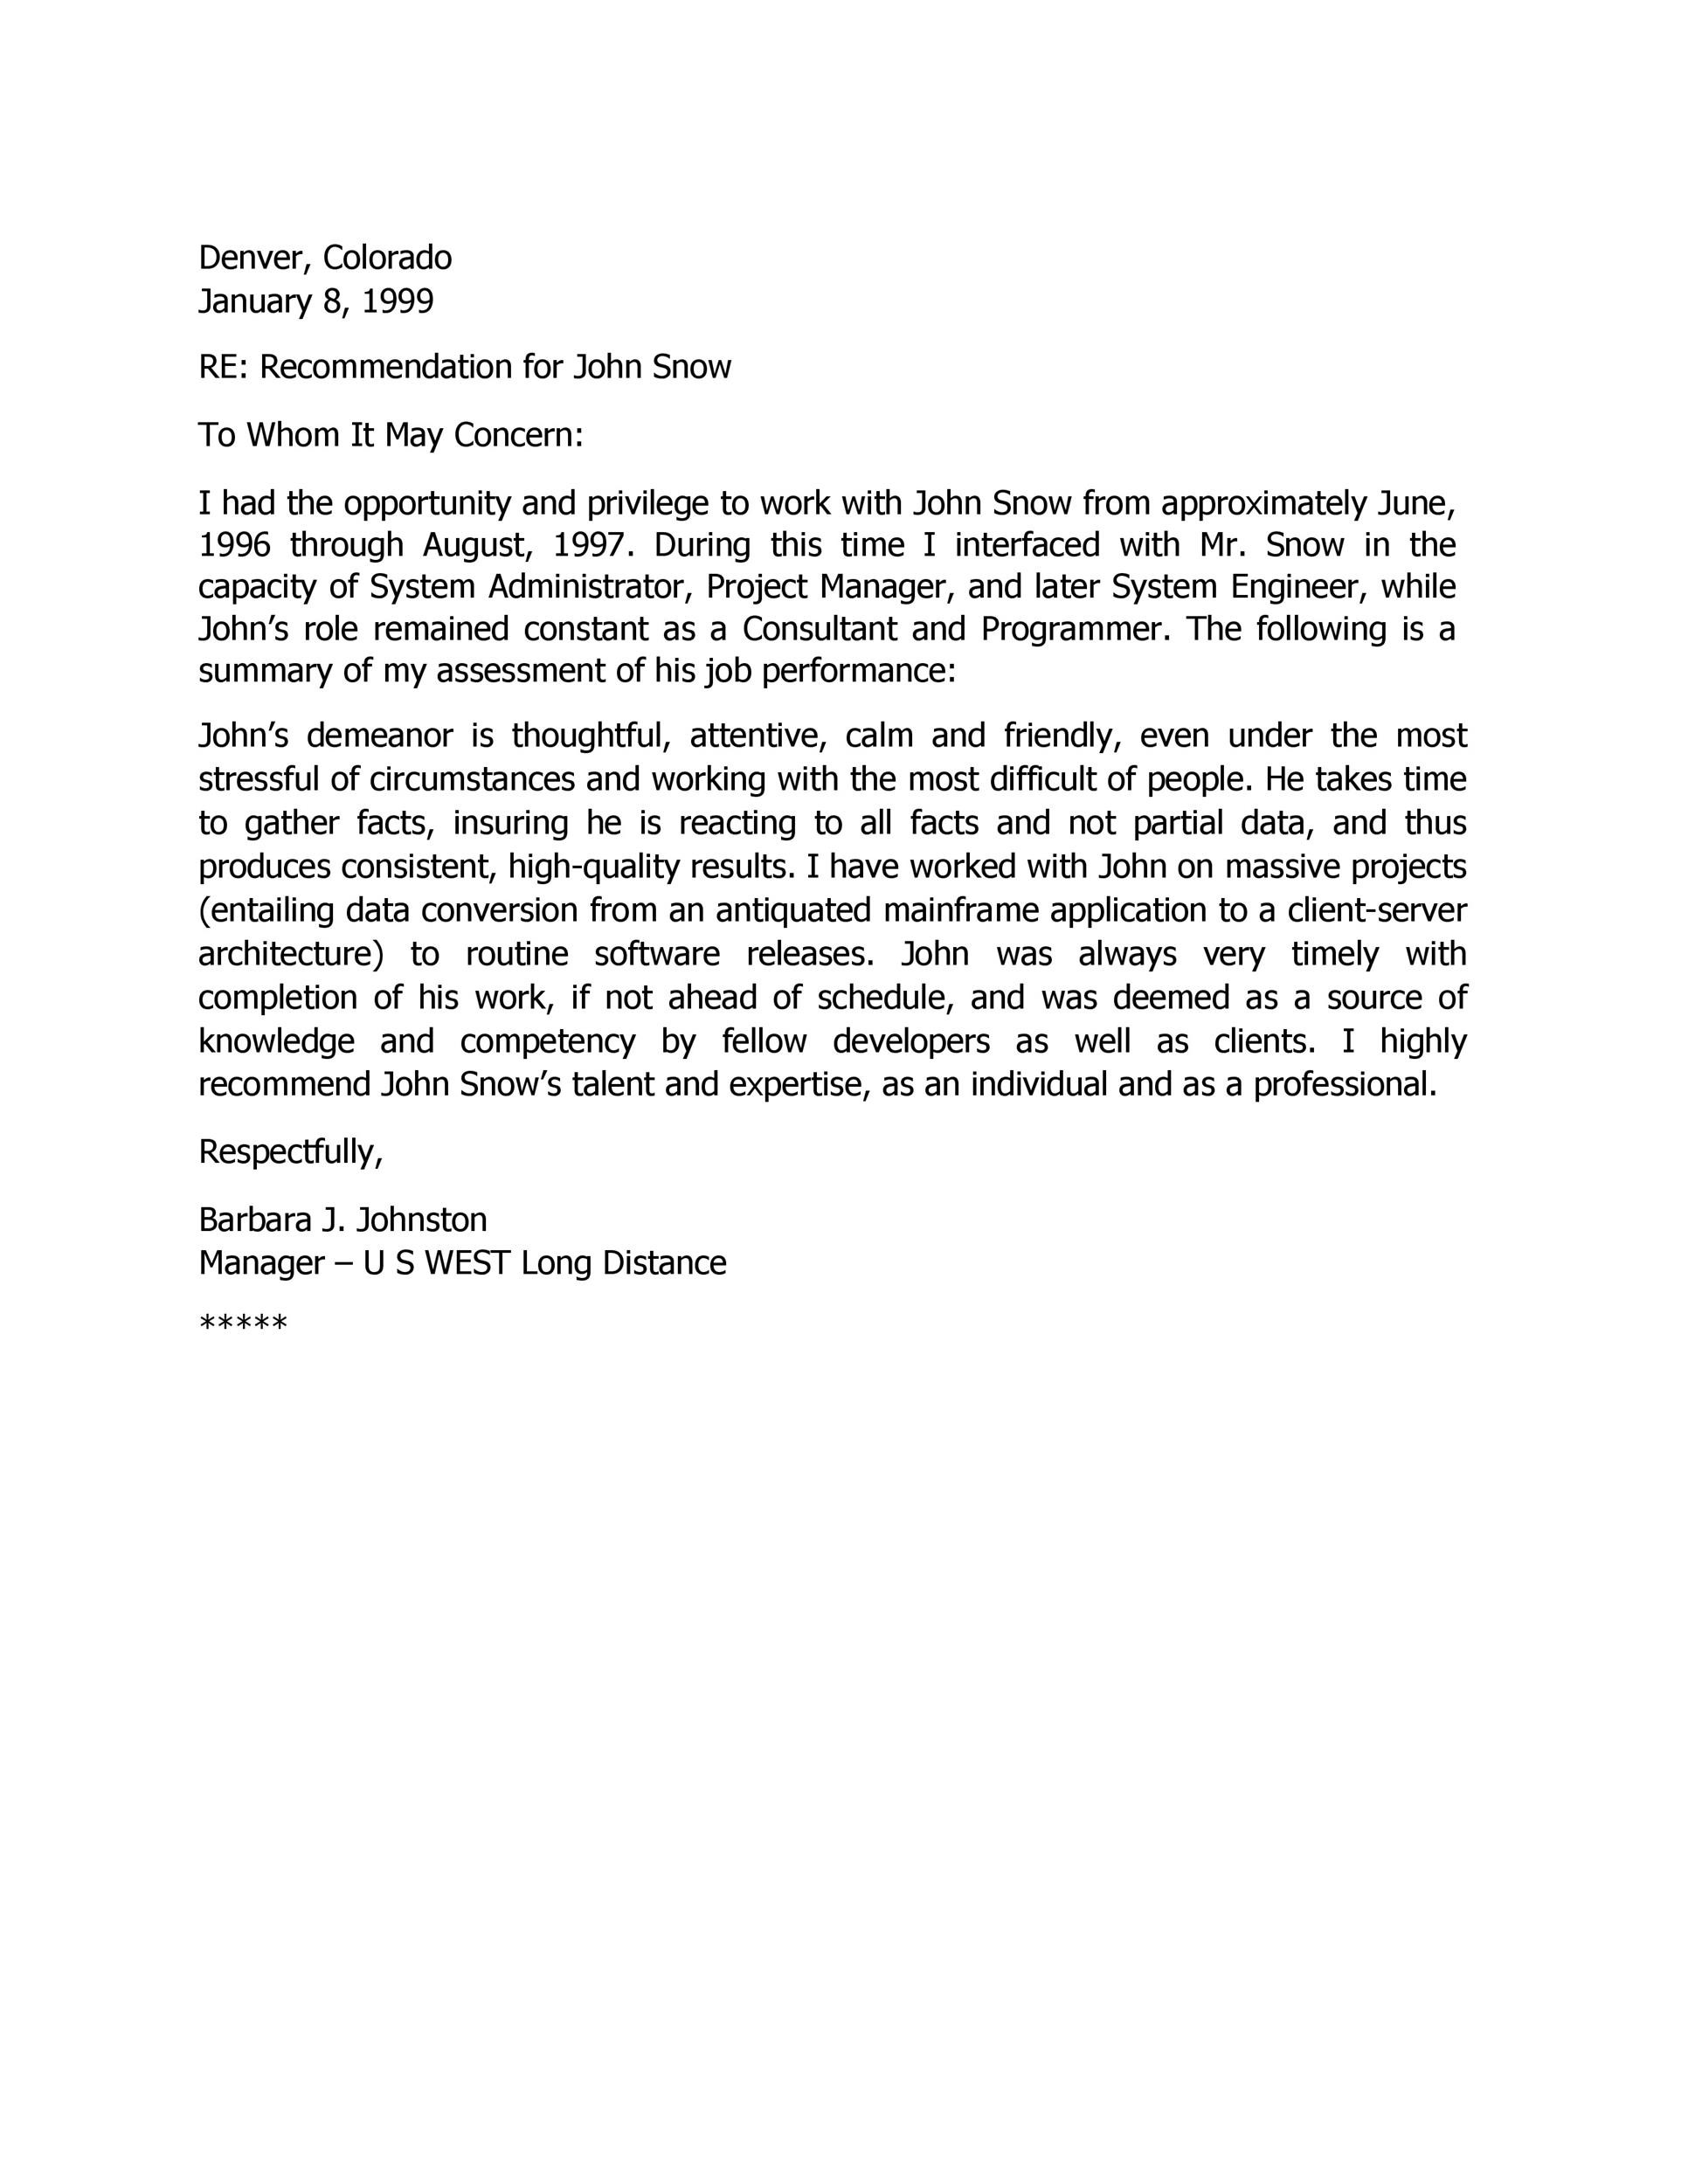 Denver, Colorado
January 8, 1999
RE: Recommendation for John Snow
To Whom It May Concern:
I had the opportunity and privilege to work with John Snow from approximately June,
1996 through August, 1997. During this time I interfaced with Mr. Snow in the
capacity of System Administrator, Project Manager, and later System Engineer, while
John’s role remained constant as a Consultant and Programmer. The following is a
summary of my assessment of his job performance:
John’s demeanor is thoughtful, attentive, calm and friendly, even under the most
stressful of circumstances and working with the most difficult of people. He takes time
to gather facts, insuring he is reacting to all facts and not partial data, and thus
produces consistent, high-quality results. I have worked with John on massive projects
(entailing data conversion from an antiquated mainframe application to a client-server
architecture) to routine software releases. John was always very timely with
completion of his work, if not ahead of schedule, and was deemed as a source of
knowledge and competency by fellow developers as well as clients. I highly
recommend John Snow’s talent and expertise, as an individual and as a professional.
Respectfully,
Barbara J. Johnston
Manager – U S WEST Long Distance
*****